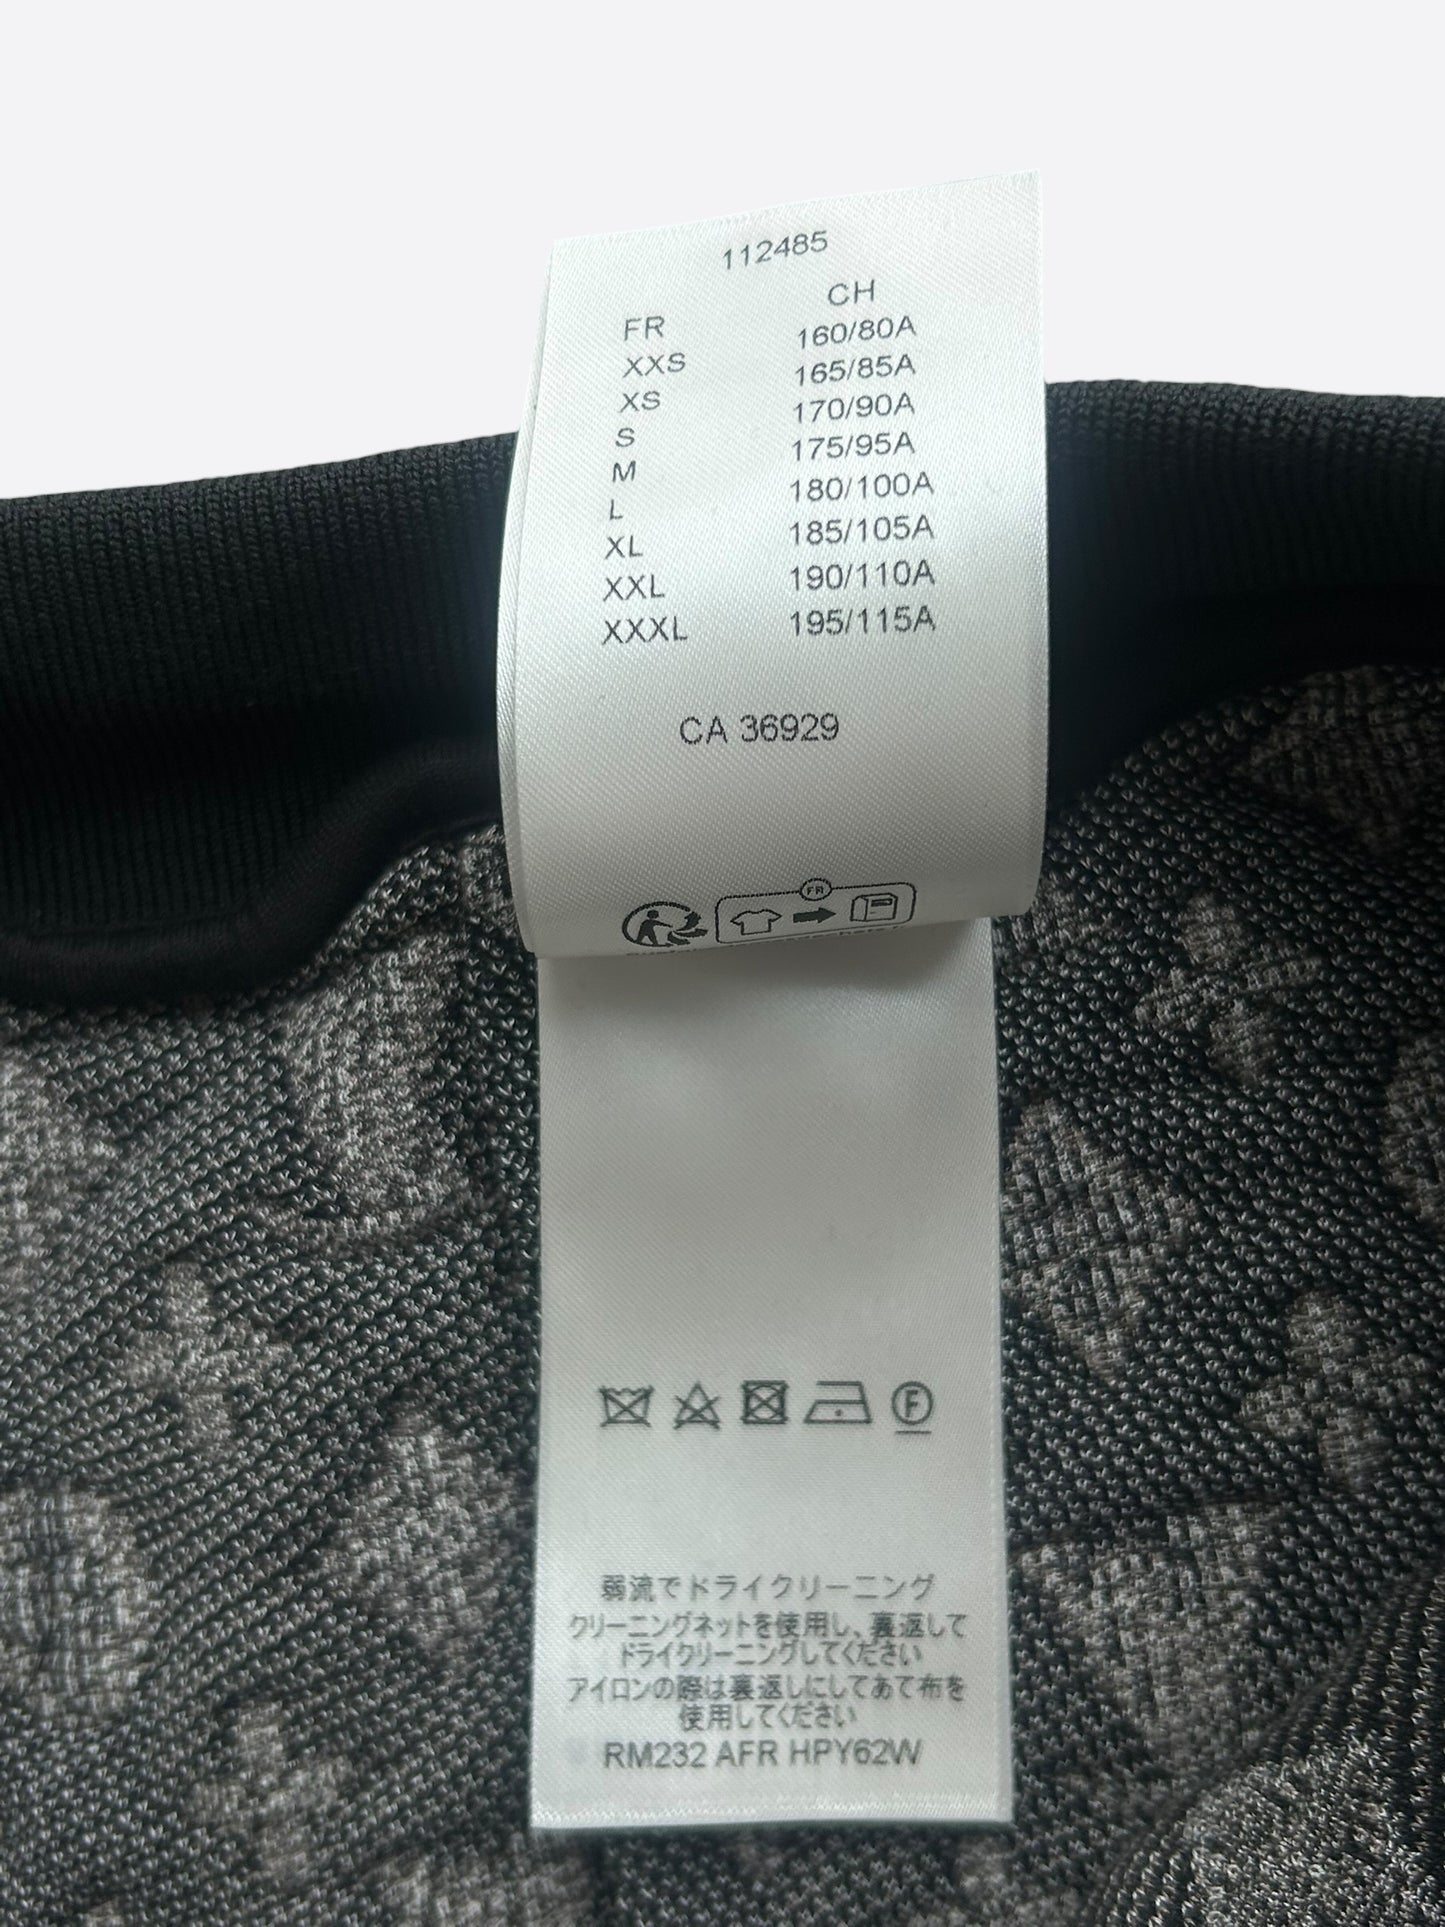 112485
CH
FR 160/80A
XXS 165/85A
XS 170/90A
S 175/95A
M 180/100A
L 185/105A
XL 190/110A
XXL 195/115A
XXXL
CA 36929
FR
F
弱流でドライクリーニング
クリーニングネットを使用し、裏返して
ドライクリーニングしてください
アイロンの際は裏返しにしてあて布を
使用してください
RM232 AFR HPY62W